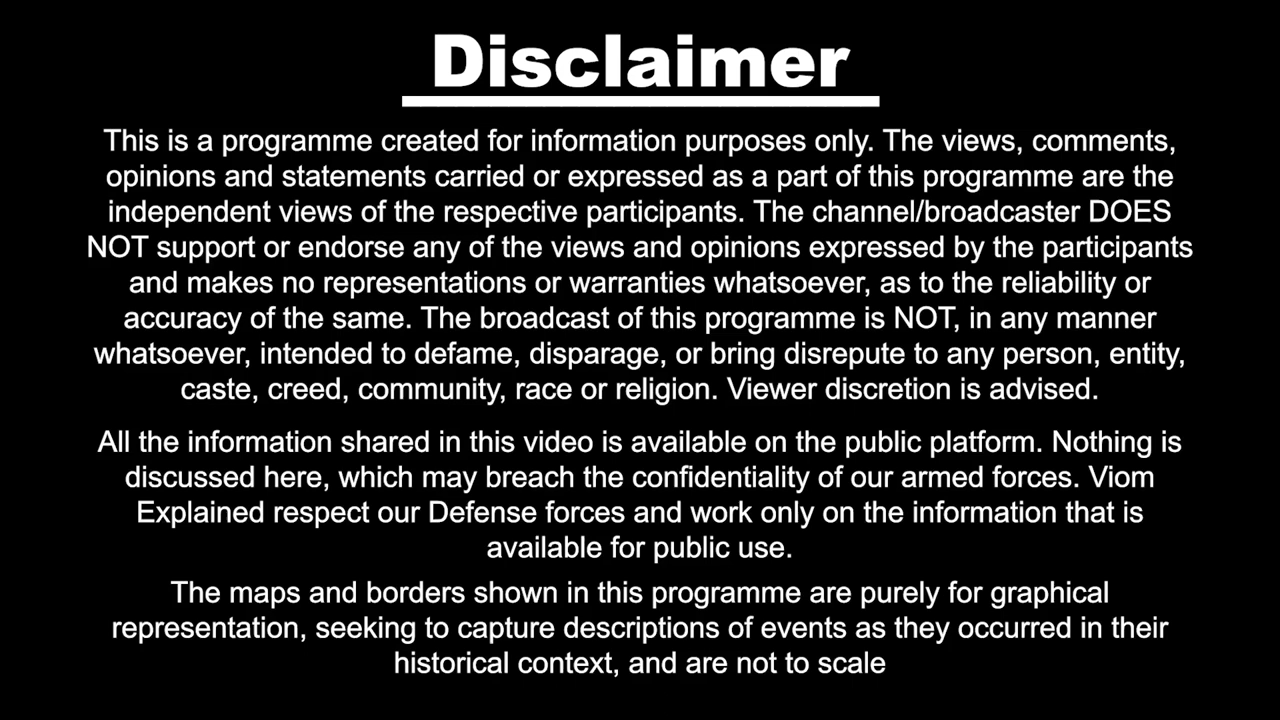 Disclaimer
This is a programme created for information purposes only. The views, comments,
opinions and statements carried or expressed as a part of this programme are the
independent views of the respective participants. The channel/broadcaster DOES
NOT support or endorse any of the views and opinions expressed by the participants
and makes no representations or warranties whatsoever, as to the reliability or
accuracy of the same. The broadcast of this programme is NOT, in any manner
whatsoever, intended to defame, disparage, or bring disrepute to any person, entity,
caste, creed, community, race or religion. Viewer discretion is advised.
All the information shared in this video is available on the public platform. Nothing is
discussed here, which may breach the confidentiality of our armed forces. Viom
Explained respect our Defense forces and work only on the information that is
available for public use.
The maps and borders shown in this programme are purely for graphical
representation, seeking to capture descriptions of events as they occurred in their
historical context, and are not to scale